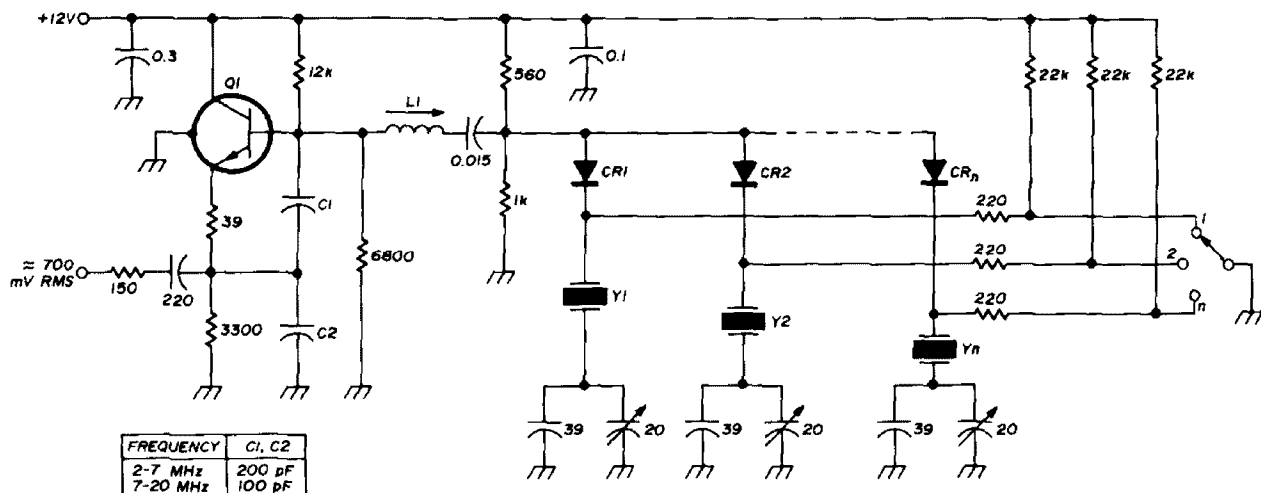 +12V
0.3
Q1
12k
L1
0.015
560
0.1
22k
22k
22k
CR1
CR2
CRn
1k
39
C1
6800
≈ 700
mV RMS
150
220
3300
C2
220
220
220
1
2
n
Y1
Y2
Yn
39
20
39
20
39
20
FREQUENCY C1, C2
2-7 MHz 200 pF
7-20 MHz 100 pF